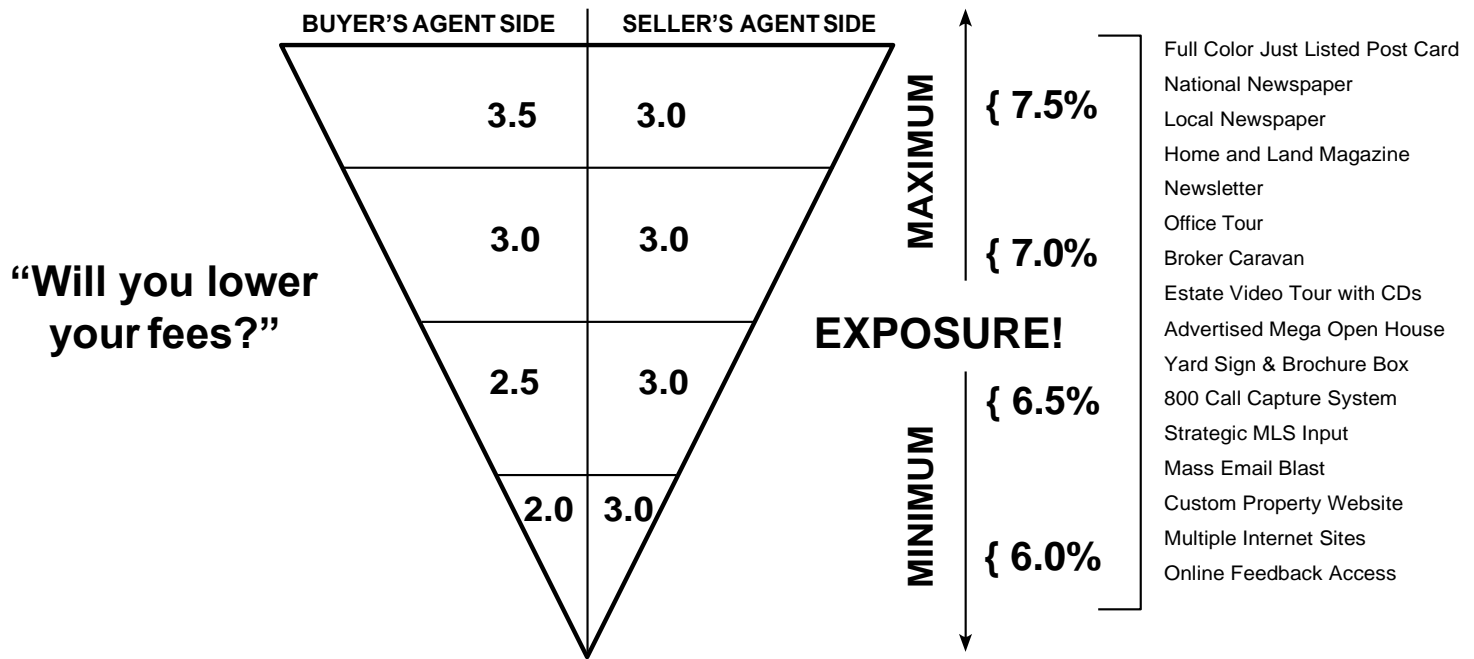 BUYER'S AGENT SIDE
SELLER'S AGENT SIDE
3.5
3.0
3.0
3.0
2.5
3.0
2.0
3.0
“Will you lower
your fees?”
MAXIMUM
EXPOSURE!
MINIMUM
{ 7.5%
{ 7.0%
{ 6.5%
{ 6.0%
Full Color Just Listed Post Card
National Newspaper
Local Newspaper
Home and Land Magazine
Newsletter
Office Tour
Broker Caravan
Estate Video Tour with CDs
Advertised Mega Open House
Yard Sign & Brochure Box
800 Call Capture System
Strategic MLS Input
Mass Email Blast
Custom Property Website
Multiple Internet Sites
Online Feedback Access